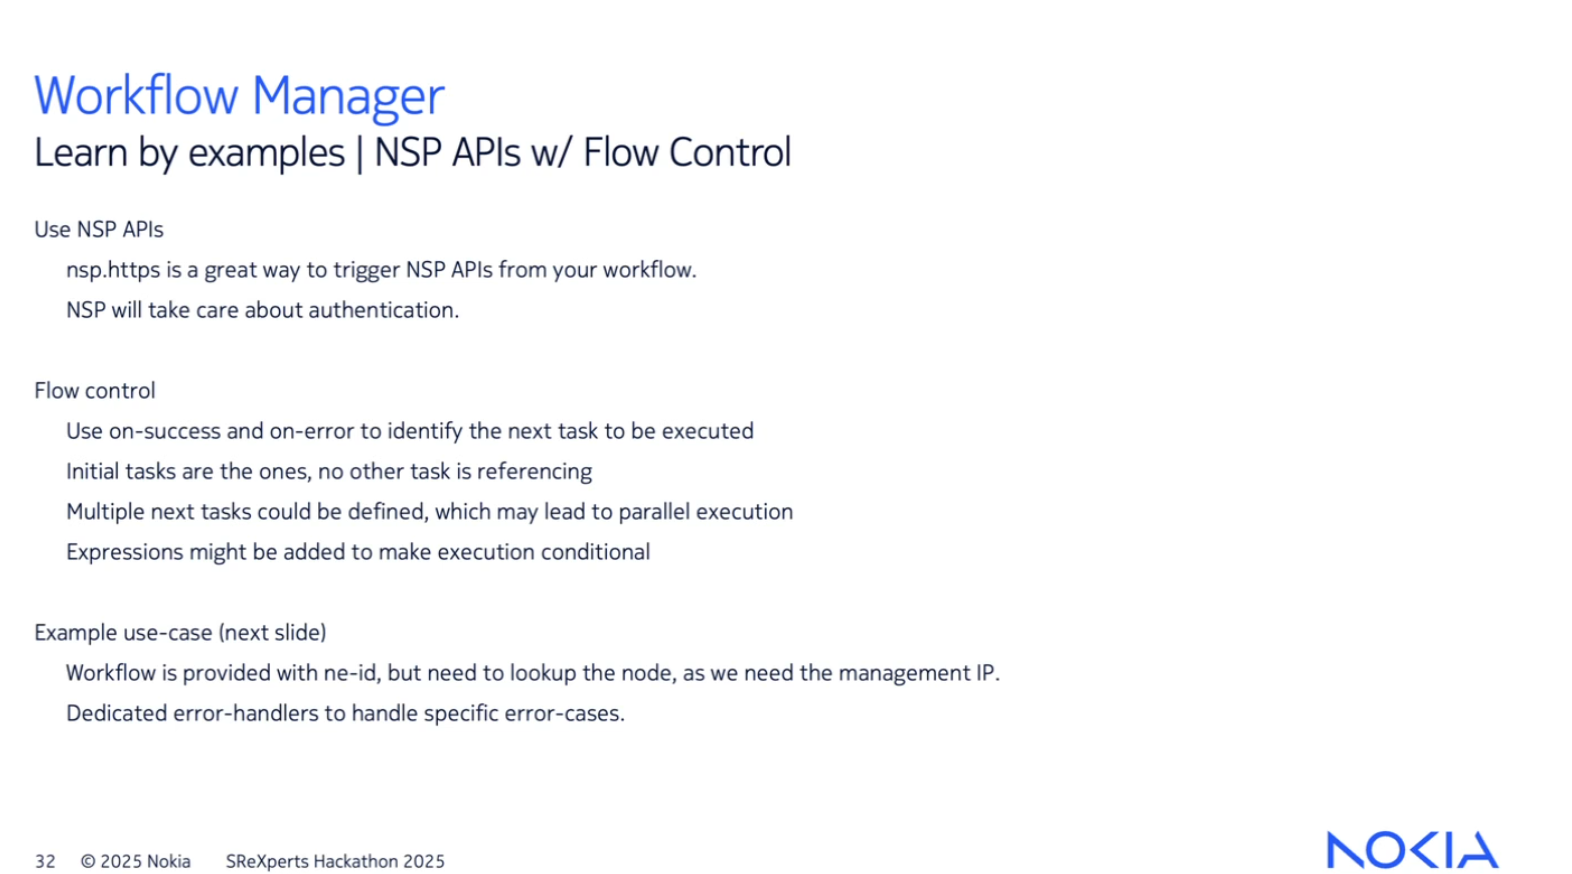 Workflow Manager
Learn by examples | NSP APIs w/ Flow Control
Use NSP APIs
nsp.https is a great way to trigger NSP APIs from your workflow.
NSP will take care about authentication.
Flow control
Use on-success and on-error to identify the next task to be executed
Initial tasks are the ones, no other task is referencing
Multiple next tasks could be defined, which may lead to parallel execution
Expressions might be added to make execution conditional
Example use-case (next slide)
Workflow is provided with ne-id, but need to lookup the node, as we need the management IP.
Dedicated error-handlers to handle specific error-cases.
32 © 2025 Nokia SReXperts Hackathon 2025
NOKIA